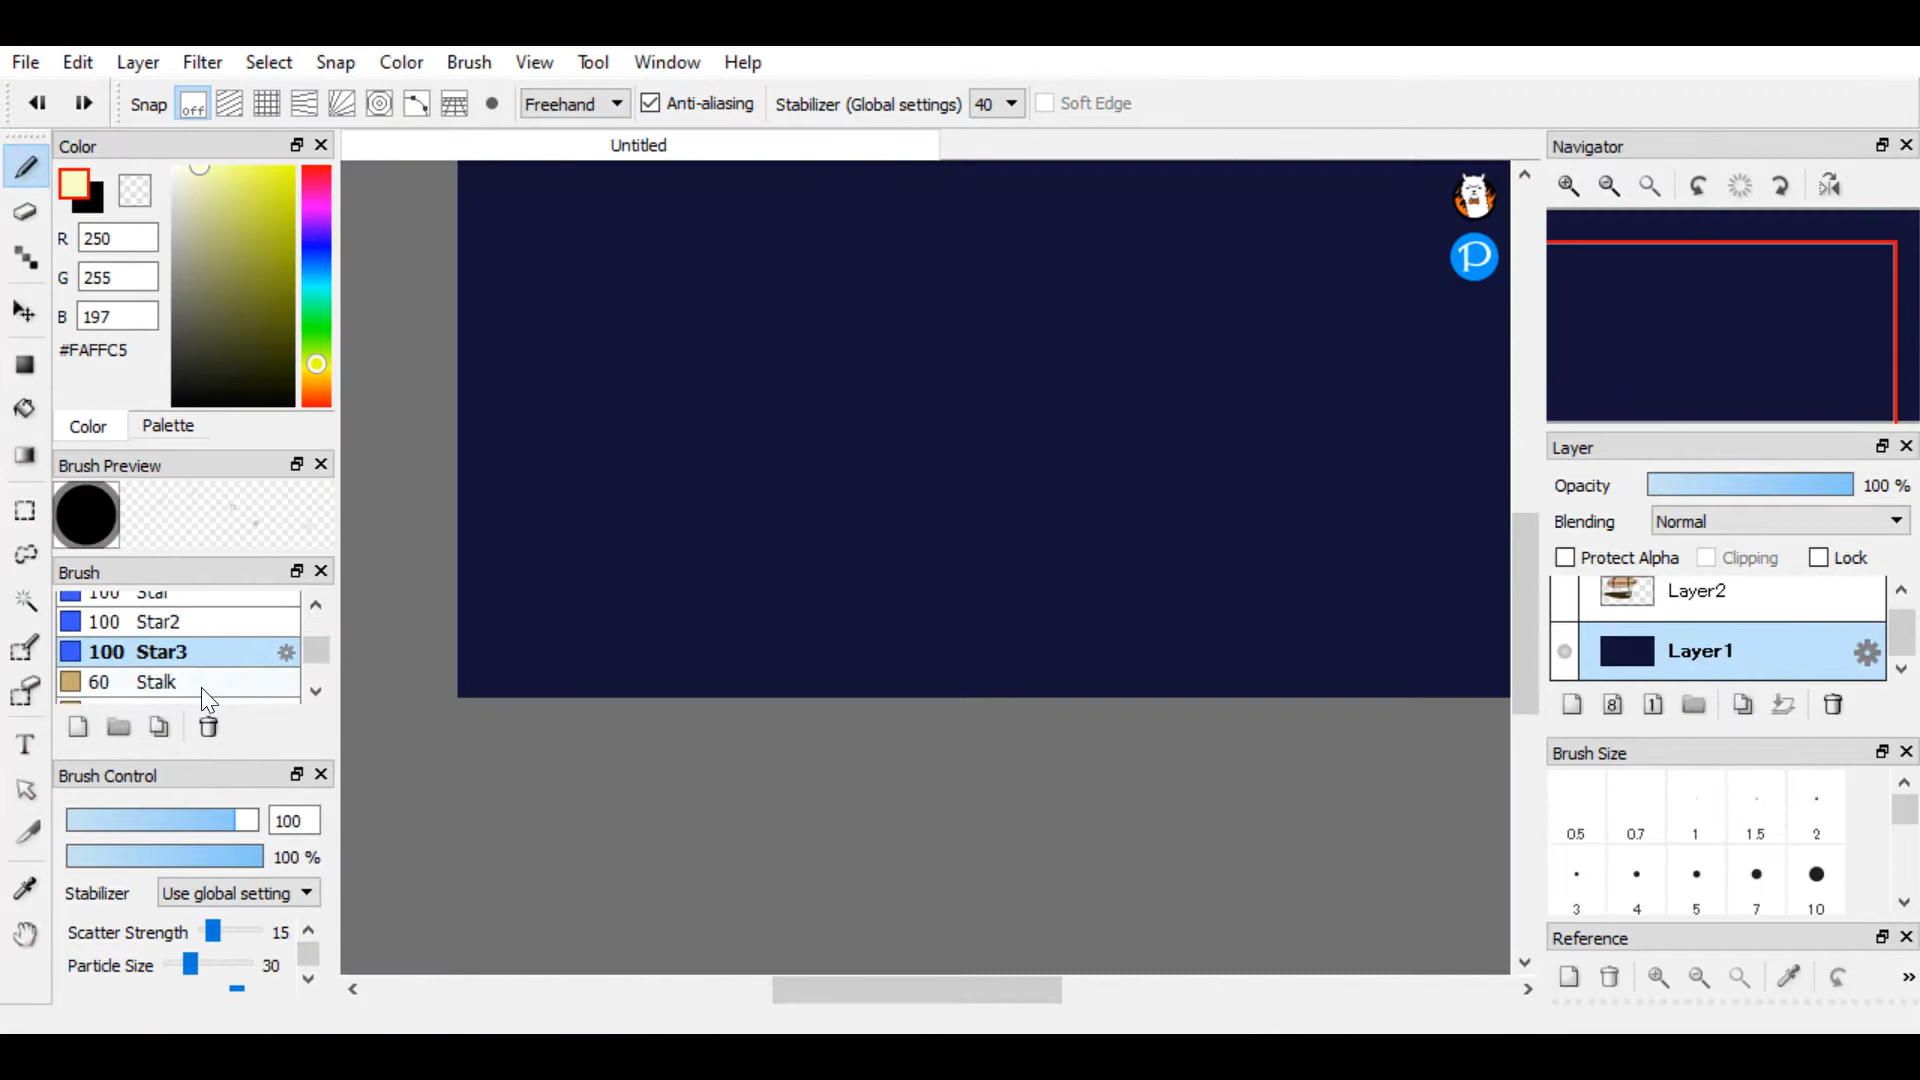 File Edit Layer Filter Select Snap Color Brush View Tool Window Help
Snap off Freehand Anti-aliasing Stabilizer (Global settings) 40 Soft Edge
Color
R 250
G 255
B 197
#FAFFC5
Color Palette
Brush Preview
Brush
100 Star
100 Star2
100 Star3
60 Stalk
Brush Control
100
100 %
Stabilizer Use global setting
Scatter Strength 15
Particle Size 30
Untitled
P
Navigator
Layer
Opacity 100 %
Blending Normal
Protect Alpha Clipping Lock
Layer2
Layer1
8 1
Brush Size
0.5 0.7 1 1.5 2
3 4 5 7 10
Reference
T